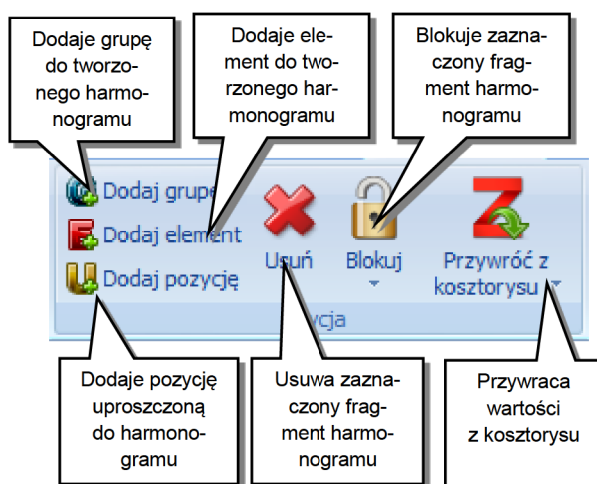 Dodaje grupę
do tworzo-
nego harmo-
nogramu
Dodaje ele-
ment do two-
rzonego har-
monogramu
Blokuje zazna-
czony frag-
ment harmo-
nogramu
Dodaj grupę
Dodaj element
Dodaj pozycję
Usuń
Blokuj
Przywróć z
kosztorysu
ycja
Dodaje pozycję
uproszczoną
do harmono-
gramu
Usuwa zazna-
czony frag-
ment harmo-
nogramu
Przywraca
wartości
z kosztorysu